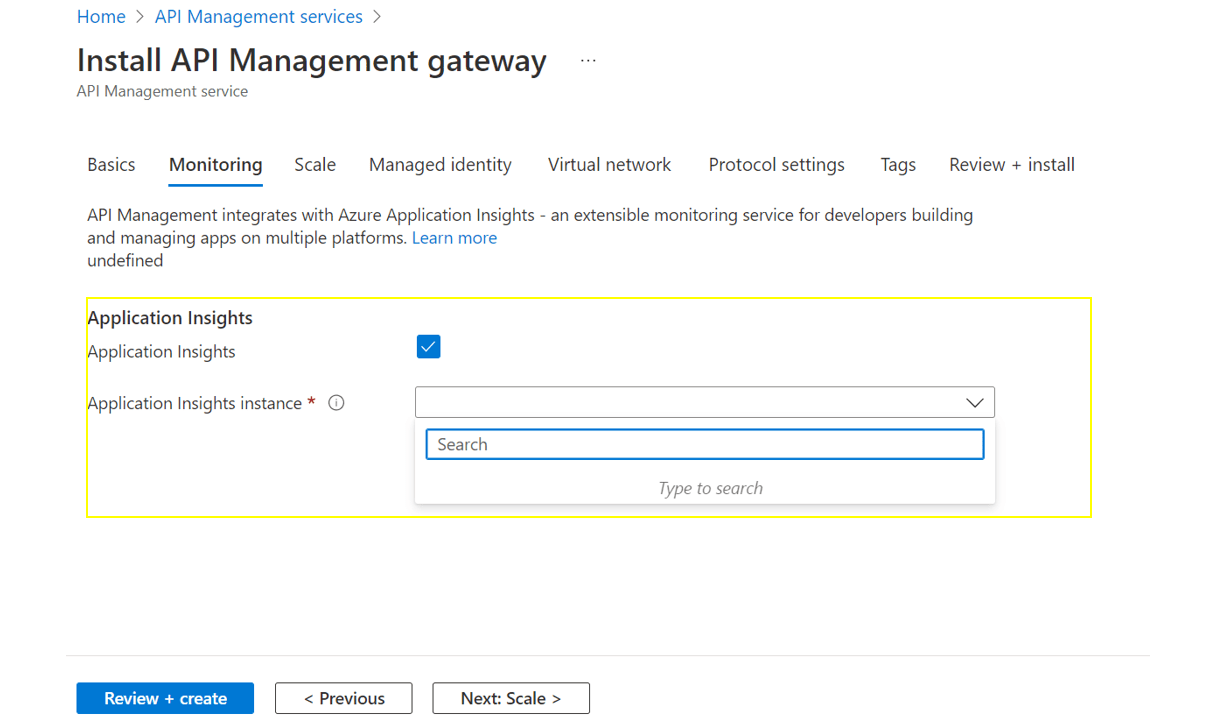 Home > API Management services >
Install API Management gateway ...
API Management service
Basics Monitoring Scale Managed identity Virtual network Protocol settings Tags Review + install
API Management integrates with Azure Application Insights - an extensible monitoring service for developers building
and managing apps on multiple platforms. Learn more
undefined
Application Insights
Application Insights
Application Insights instance *
Search
Type to search
Review + create < Previous Next: Scale >